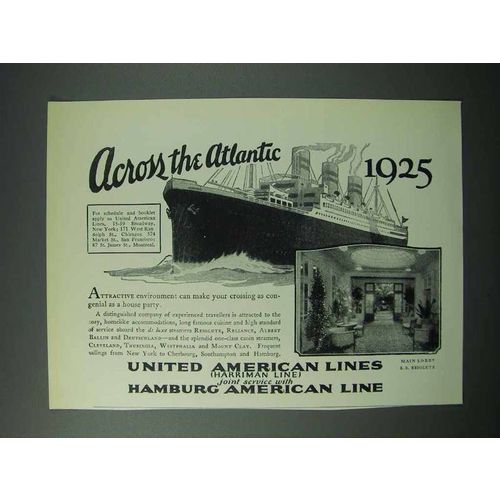 Across the Atlantic
1925
For schedule and booklet
apply to United American
Lines, 35-39 Broadway,
New York; 171 West Ran
dolph St., Chicago; 574
Market St., San Francisco;
87 St. James St., Montreal.
ATTRACTIVE environment can make your crossing as con-
genial as a house party.
A distinguished company of experienced travellers is attracted to the
cozy, homelike accommodations, long famous cuisine and high standard
of service aboard the de luxe steamers RESOLUTE, RELIANCE, ALBERT
BALLIN and DEUTSCHLAND—and the splendid one-class cabin steamers,
CLEVELAND, THURINGIA, WESTPHALIA and MOUNT CLAY. Frequent
sailings from New York to Cherbourg, Southampton and Hamburg.
MAIN LOBBY
S. S. RESOLUTE
UNITED AMERICAN LINES
(HARRIMAN LINE)
joint service with
HAMBURG AMERICAN LINE